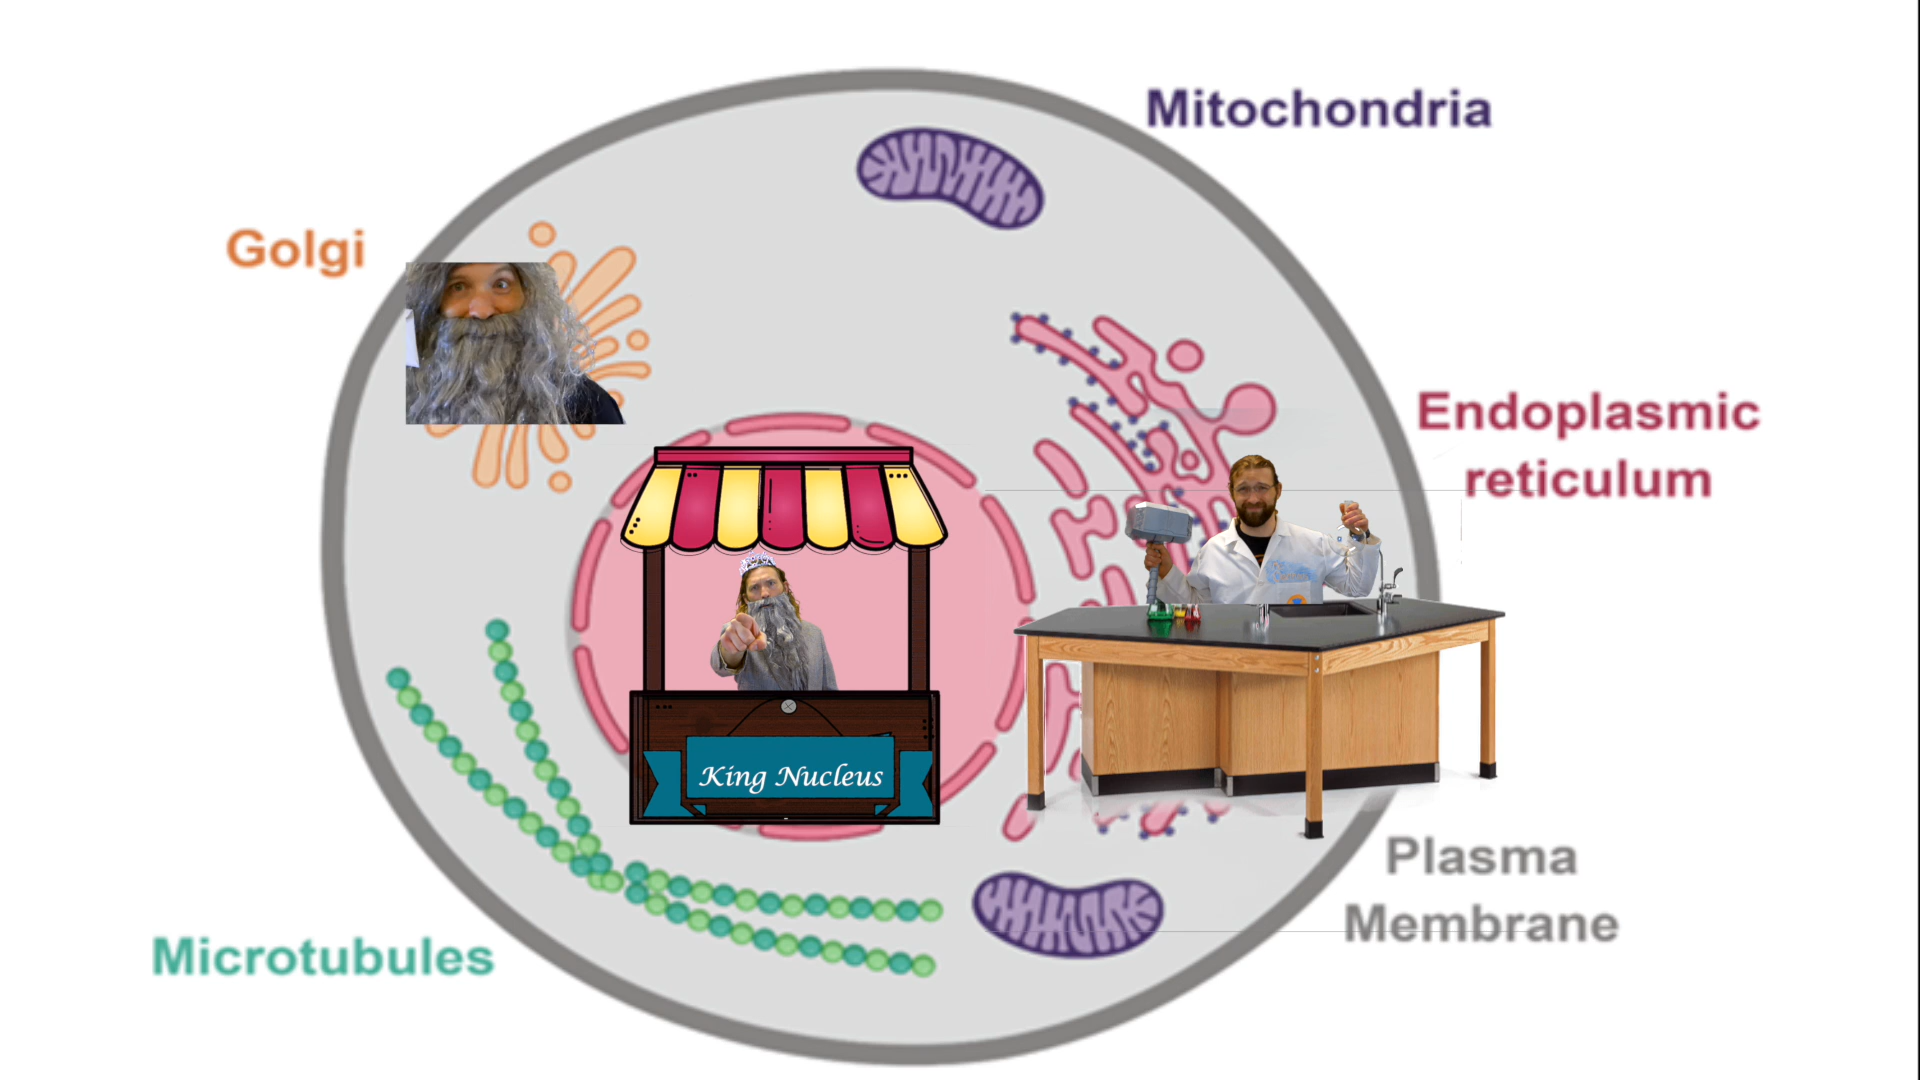 Mitochondria
Golgi
Endoplasmic
reticulum
King Nucleus
Plasma
Membrane
Microtubules